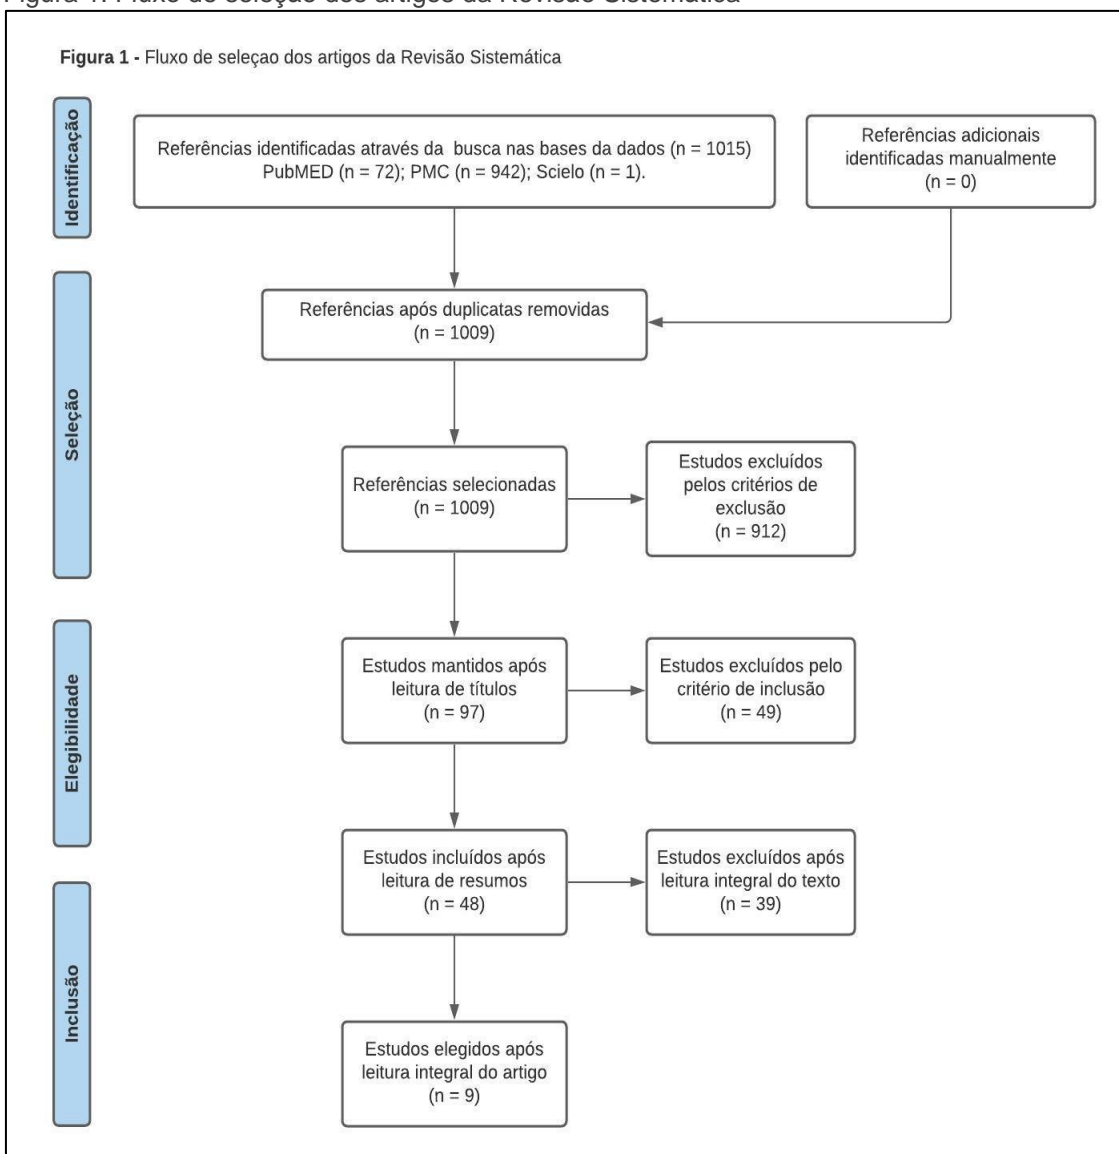 Figura 1. Fluxo de seleção dos artigos da Revisão Sistemática
Figura 1 - Fluxo de seleçao dos artigos da Revisão Sistemática
Identificação
Referências identificadas através da busca nas bases da dados (n = 1015)
PubMED (n = 72); PMC (n = 942); Scielo (n = 1).
Referências adicionais
identificadas manualmente
(n = 0)
Seleção
Referências após duplicatas removidas
(n = 1009)
Referências selecionadas
(n = 1009)
Estudos excluídos
pelos critérios de
exclusão
(n = 912)
Elegibilidade
Estudos mantidos após
leitura de títulos
(n = 97)
Estudos excluídos pelo
critério de inclusão
(n = 49)
Estudos incluídos após
leitura de resumos
(n = 48)
Estudos excluídos após
leitura integral do texto
(n = 39)
Inclusão
Estudos elegidos após
leitura integral do artigo
(n = 9)